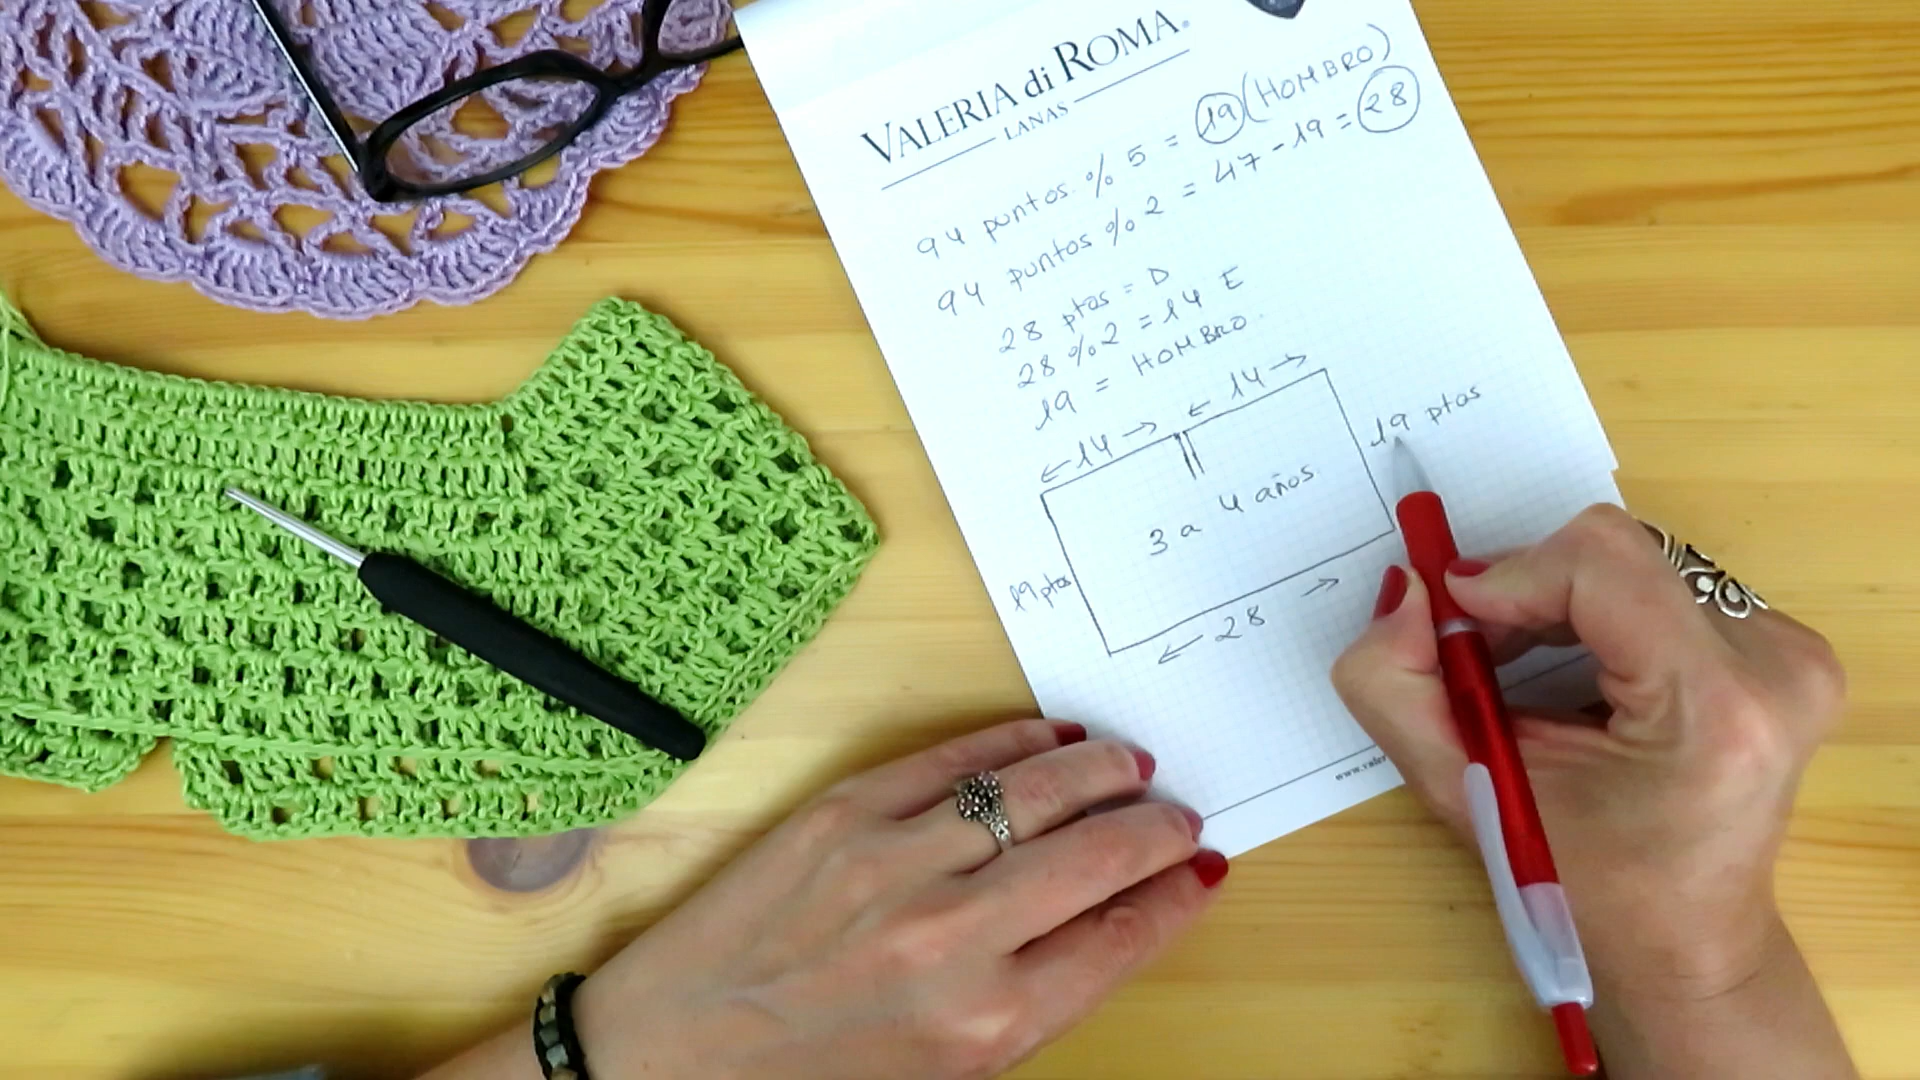 VALERIA di ROMA®
LANAS
94 puntos % 5 = 19 (HOMBRO)
94 puntos % 2 = 47 - 19 = 28
28 ptos = D
28 % 2 = 14 E
19 = HOMBRO
14
14
19 ptos
3 a 4 años
19 ptos
28